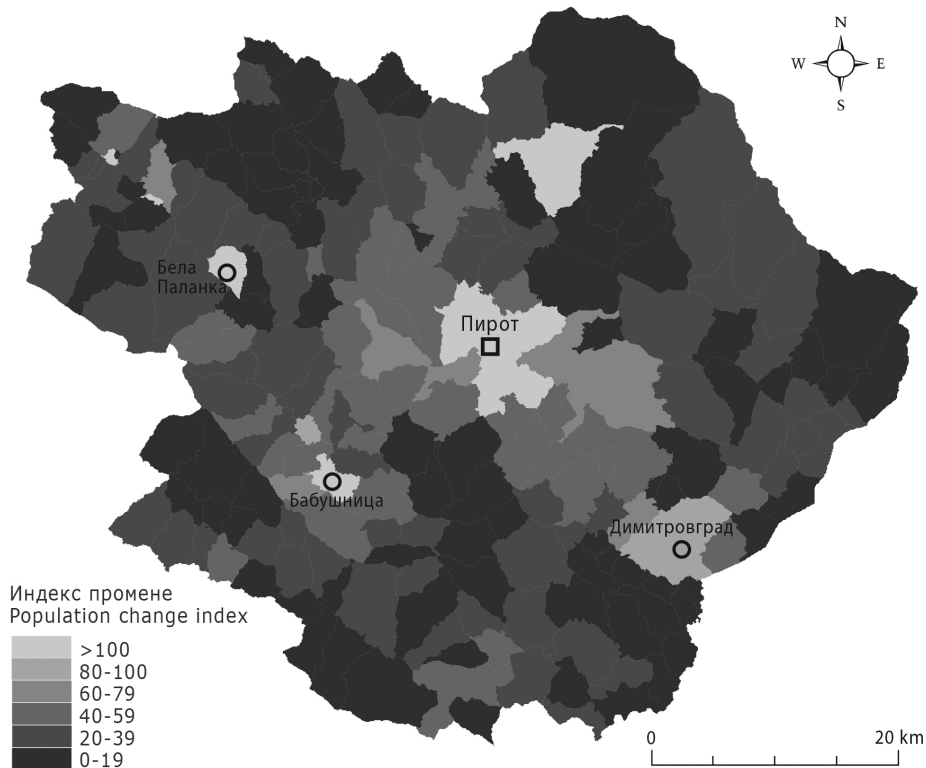 N
W E
S
Бела
Паланка
Пирот
Бабушница
Димитровград
Индекс промене
Population change index
>100
80-100
60-79
40-59
20-39
0-19
0 20 km